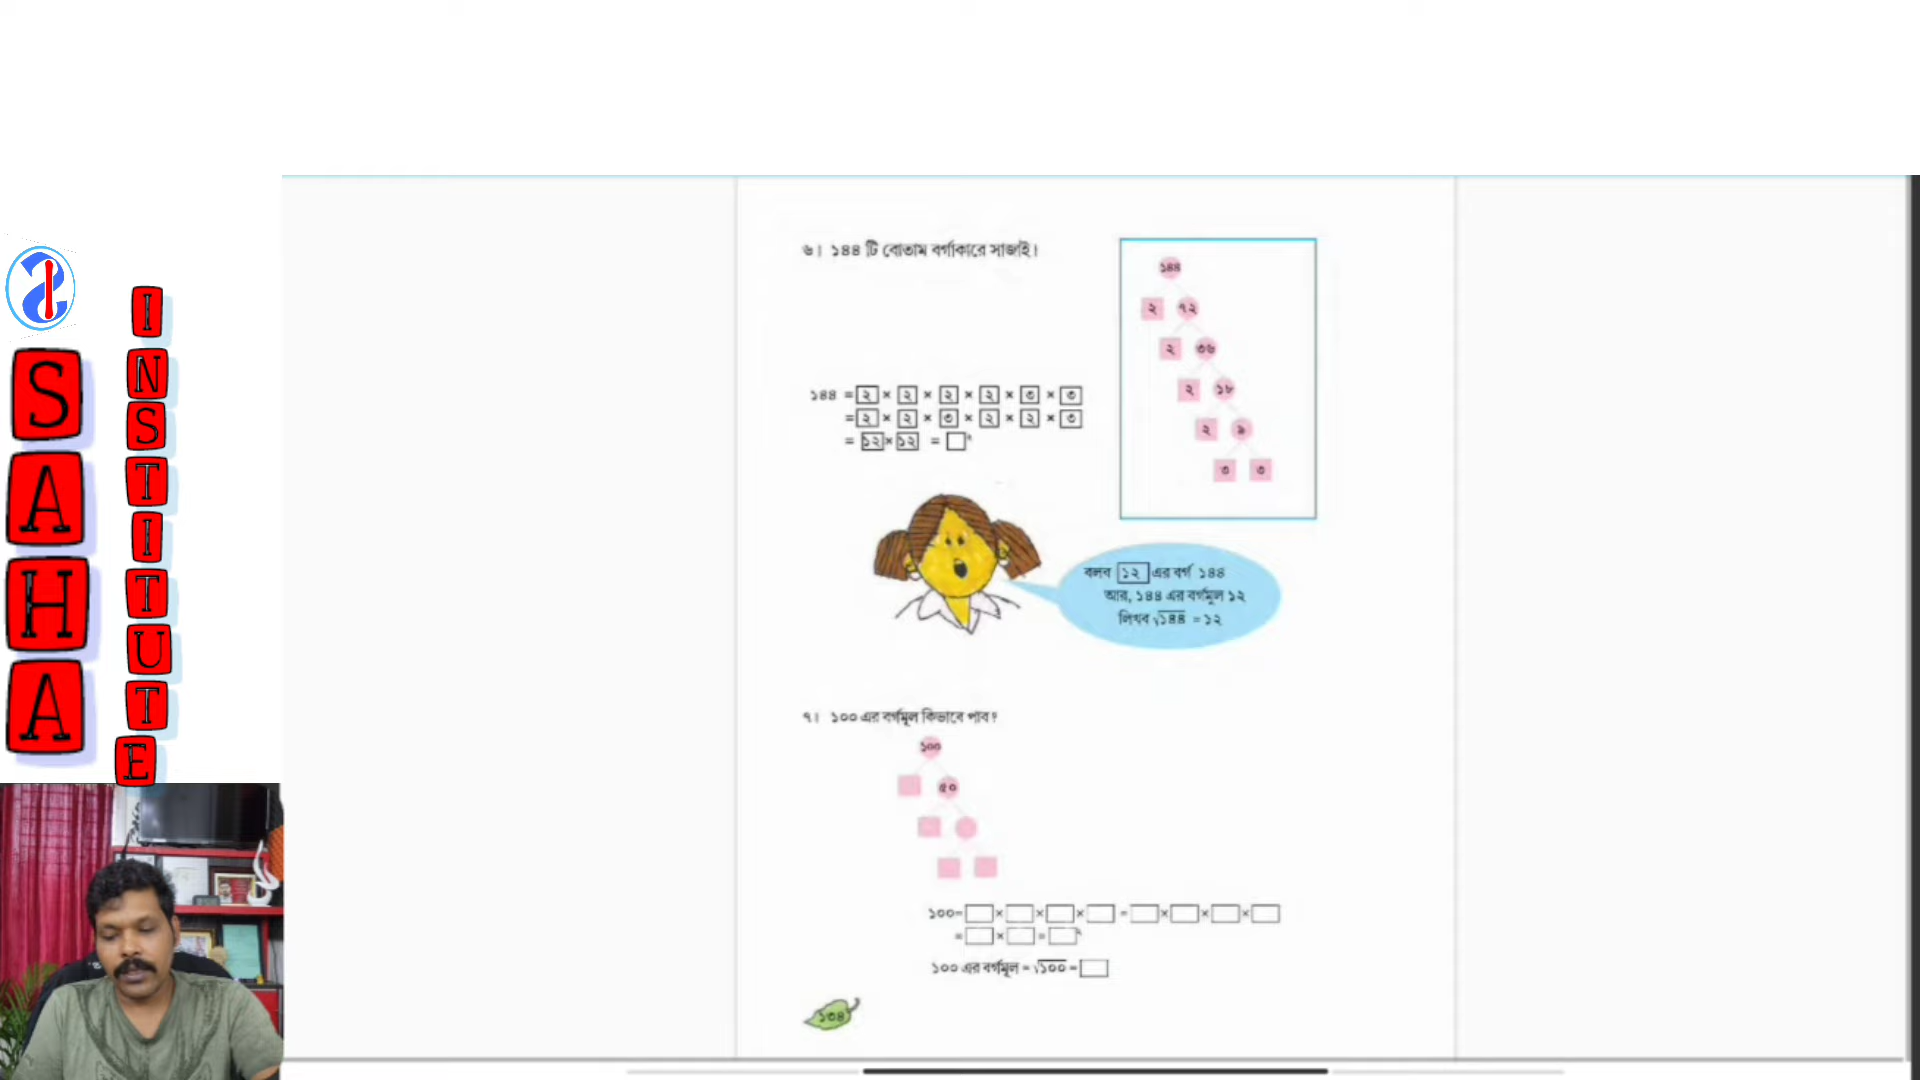 SAHA
INSTITUTE
৬। ১৪৪ টি বোতাম বর্গাকারে সাজাই।
১৪৪ = ২ × ২ × ২ × ২ × ৩ × ৩
= ২ × ২ × ৩ × ২ × ২ × ৩
= ১২ × ১২ = ২
১৪৪
২ ৭২
২ ৩৬
২ ১৮
২ ৯
৩ ৩
বলব ১২ এর বর্গ ১৪৪
আর, ১৪৪ এর বর্গমূল ১২
লিখব √১৪৪ = ১২
৭। ১০০ এর বর্গমূল কিভাবে পাব?
১০০
৫০
১০০= × × × = × × ×
= × = ২
১০০ এর বর্গমূল = √১০০ =
১৩৪